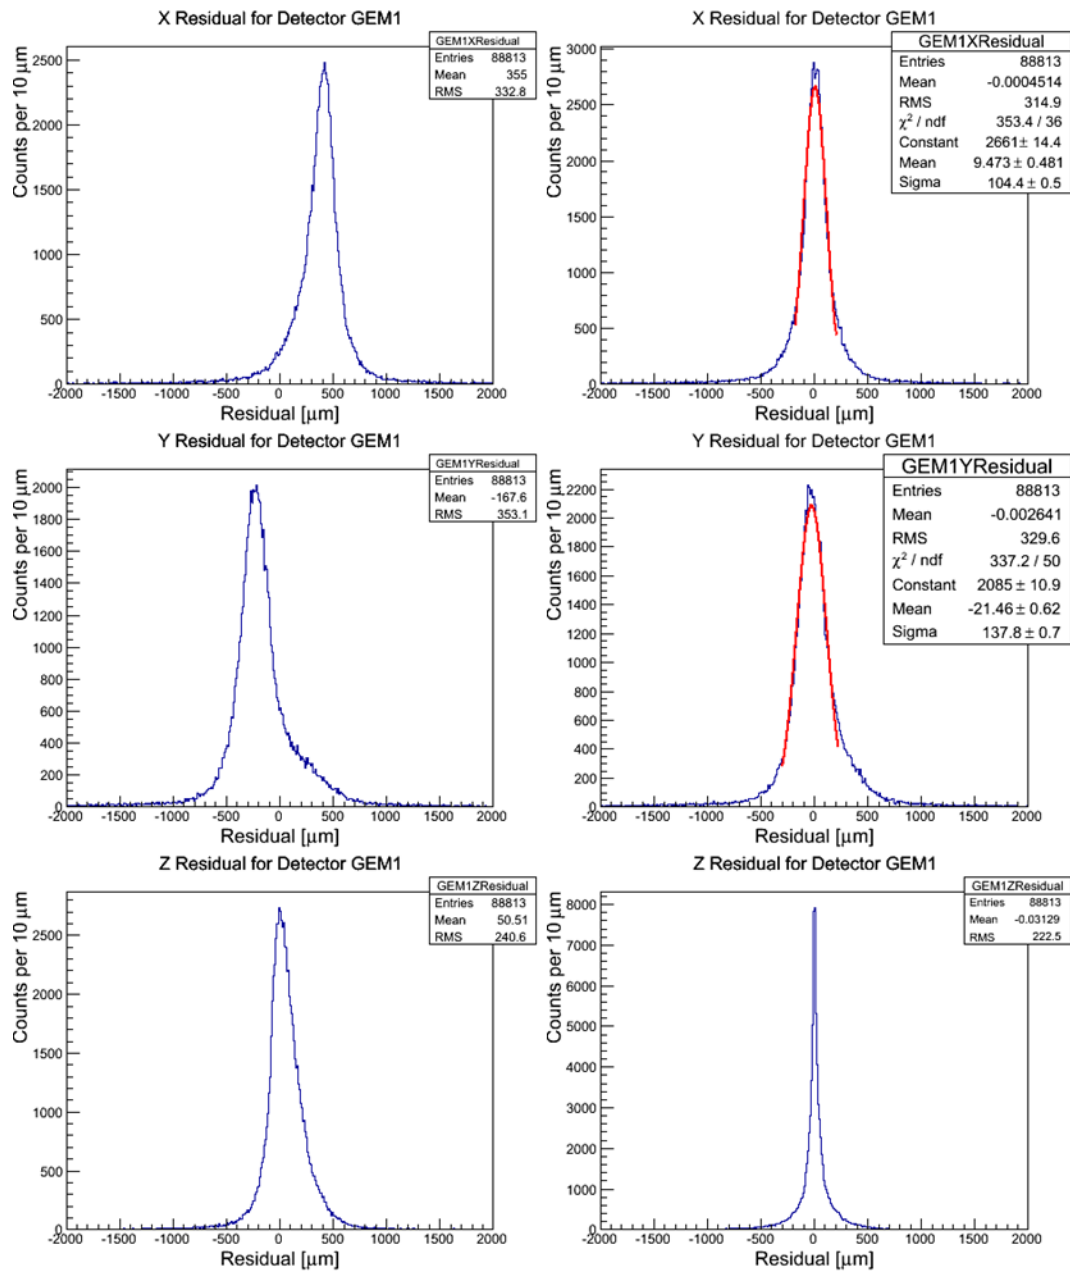 X Residual for Detector GEM1
GEM1XResidual
Entries 88813
Mean 355
RMS 332.8
Counts per 10 μm
2500
2000
1500
1000
500
0
-2000 -1500 -1000 -500 0 500 1000 1500 2000
Residual [μm]
X Residual for Detector GEM1
GEM1XResidual
Entries 88813
Mean -0.0004514
RMS 314.9
χ² / ndf 353.4 / 36
Constant 2661± 14.4
Mean 9.473 ± 0.481
Sigma 104.4 ± 0.5
Counts per 10 μm
3000
2500
2000
1500
1000
500
0
-2000 -1500 -1000 -500 0 500 1000 1500 2000
Residual [μm]
Y Residual for Detector GEM1
GEM1YResidual
Entries 88813
Mean -167.6
RMS 353.1
Counts per 10 μm
2000
1800
1600
1400
1200
1000
800
600
400
200
0
-2000 -1500 -1000 -500 0 500 1000 1500 2000
Residual [μm]
Y Residual for Detector GEM1
GEM1YResidual
Entries 88813
Mean -0.002641
RMS 329.6
χ² / ndf 337.2 / 50
Constant 2085 ± 10.9
Mean -21.46 ± 0.62
Sigma 137.8 ± 0.7
Counts per 10 μm
2200
2000
1800
1600
1400
1200
1000
800
600
400
200
0
-2000 -1500 -1000 -500 0 500 1000 1500 2000
Residual [μm]
Z Residual for Detector GEM1
GEM1ZResidual
Entries 88813
Mean 50.51
RMS 240.6
Counts per 10 μm
2500
2000
1500
1000
500
0
-2000 -1500 -1000 -500 0 500 1000 1500 2000
Residual [μm]
Z Residual for Detector GEM1
GEM1ZResidual
Entries 88813
Mean -0.03129
RMS 222.5
Counts per 10 μm
8000
7000
6000
5000
4000
3000
2000
1000
0
-2000 -1500 -1000 -500 0 500 1000 1500 2000
Residual [μm]